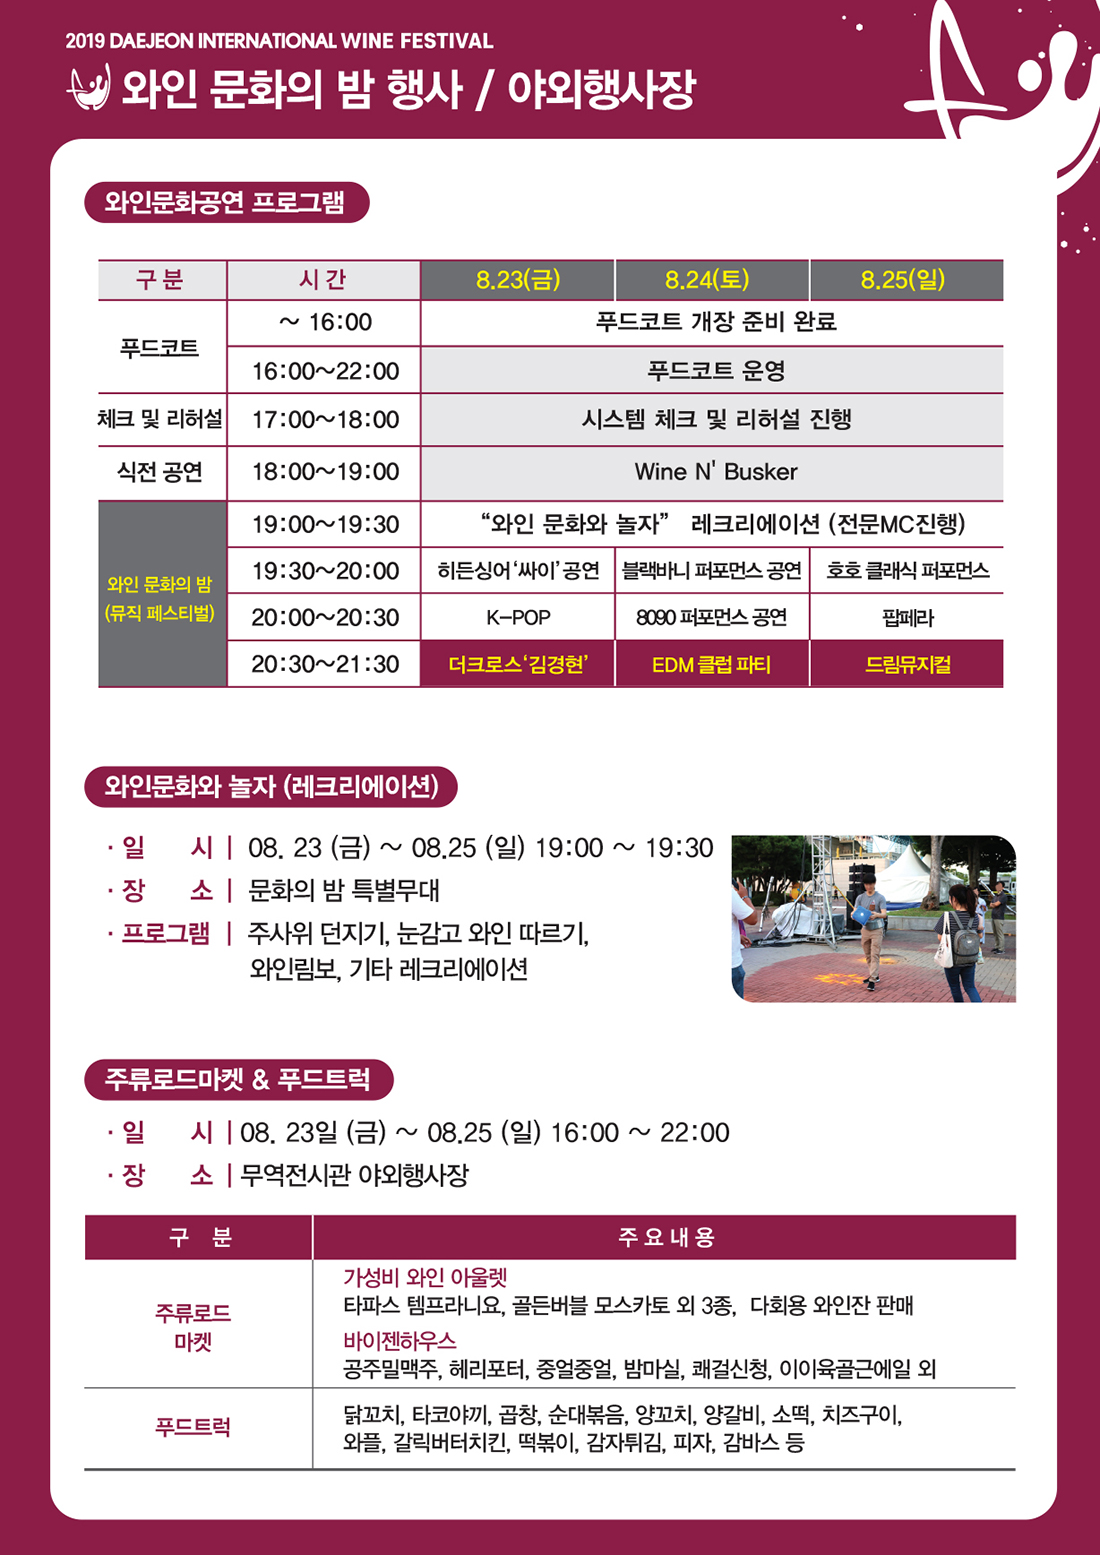 2019 DAEJEON INTERNATIONAL WINE FESTIVAL
와인 문화의 밤 행사 / 야외행사장
와인문화공연 프로그램
구 분 시 간 8.23(금) 8.24(토) 8.25(일)
푸드코트
~ 16:00 푸드코트 개장 준비 완료
16:00~22:00 푸드코트 운영
체크 및 리허설 17:00~18:00 시스템 체크 및 리허설 진행
식전 공연 18:00~19:00 Wine N' Busker
와인 문화의 밤
(뮤직 페스티벌)
19:00~19:30 “와인 문화와 놀자” 레크리에이션 (전문MC진행)
19:30~20:00 히든싱어‘싸이’공연 블랙바니 퍼포먼스 공연 호호 클래식 퍼포먼스
20:00~20:30 K-POP 8090 퍼포먼스 공연 팝페라
20:30~21:30 더크로스‘김경현’ EDM 클럽 파티 드림뮤지컬
와인문화와 놀자 (레크리에이션)
· 일 시 | 08. 23 (금) ~ 08.25 (일) 19:00 ~ 19:30
· 장 소 | 문화의 밤 특별무대
· 프로그램 | 주사위 던지기, 눈감고 와인 따르기,
와인림보, 기타 레크리에이션
주류로드마켓 & 푸드트럭
· 일 시 | 08. 23일 (금) ~ 08.25 (일) 16:00 ~ 22:00
· 장 소 | 무역전시관 야외행사장
구 분 주 요 내 용
주류로드
마켓
가성비 와인 아울렛
타파스 템프라니요, 골든버블 모스카토 외 3종, 다회용 와인잔 판매
바이젠하우스
공주밀맥주, 헤리포터, 중얼중얼, 밤마실, 쾌걸신청, 이이육골근에일 외
푸드트럭
닭꼬치, 타코야끼, 곱창, 순대볶음, 양꼬치, 양갈비, 소떡, 치즈구이,
와플, 갈릭버터치킨, 떡볶이, 감자튀김, 피자, 감바스 등